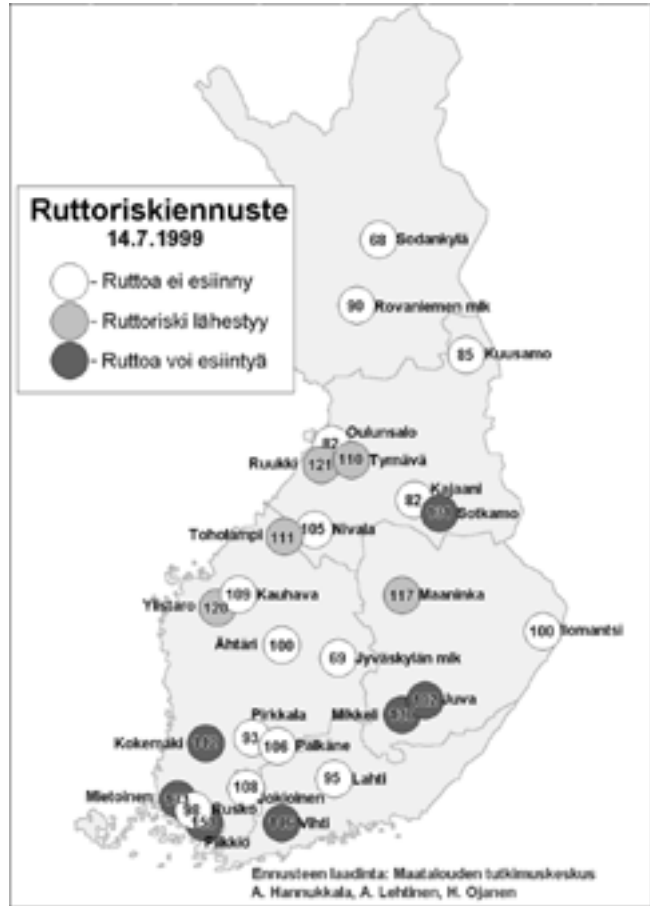 Ruttoriskiennuste
14.7.1999
- Ruttoa ei esiinny
- Ruttoriski lähestyy
- Ruttoa voi esiintyä
68 Sodankylä
90 Rovaniemen mlk
85 Kuusamo
82 Oulunsalo
Ruukki 121
110 Tyrnävä
82 Kajaani
Sotkamo
Toholampi 111
105 Nivala
109 Kauhava
Ylistaro 120
117 Maaninka
100 Ilomantsi
Ähtäri 100
69 Jyväskylän mlk
Juva
Mikkeli
Pirkkala
93
106 Pälkäne
Kokemäki
95 Lahti
108 Jokioinen
Mietoinen
98 Rusko
Piikkiö
Vihti
Ennusteen laadinta: Maatalouden tutkimuskeskus
A. Hannukkala, A. Lehtinen, H. Ojanen